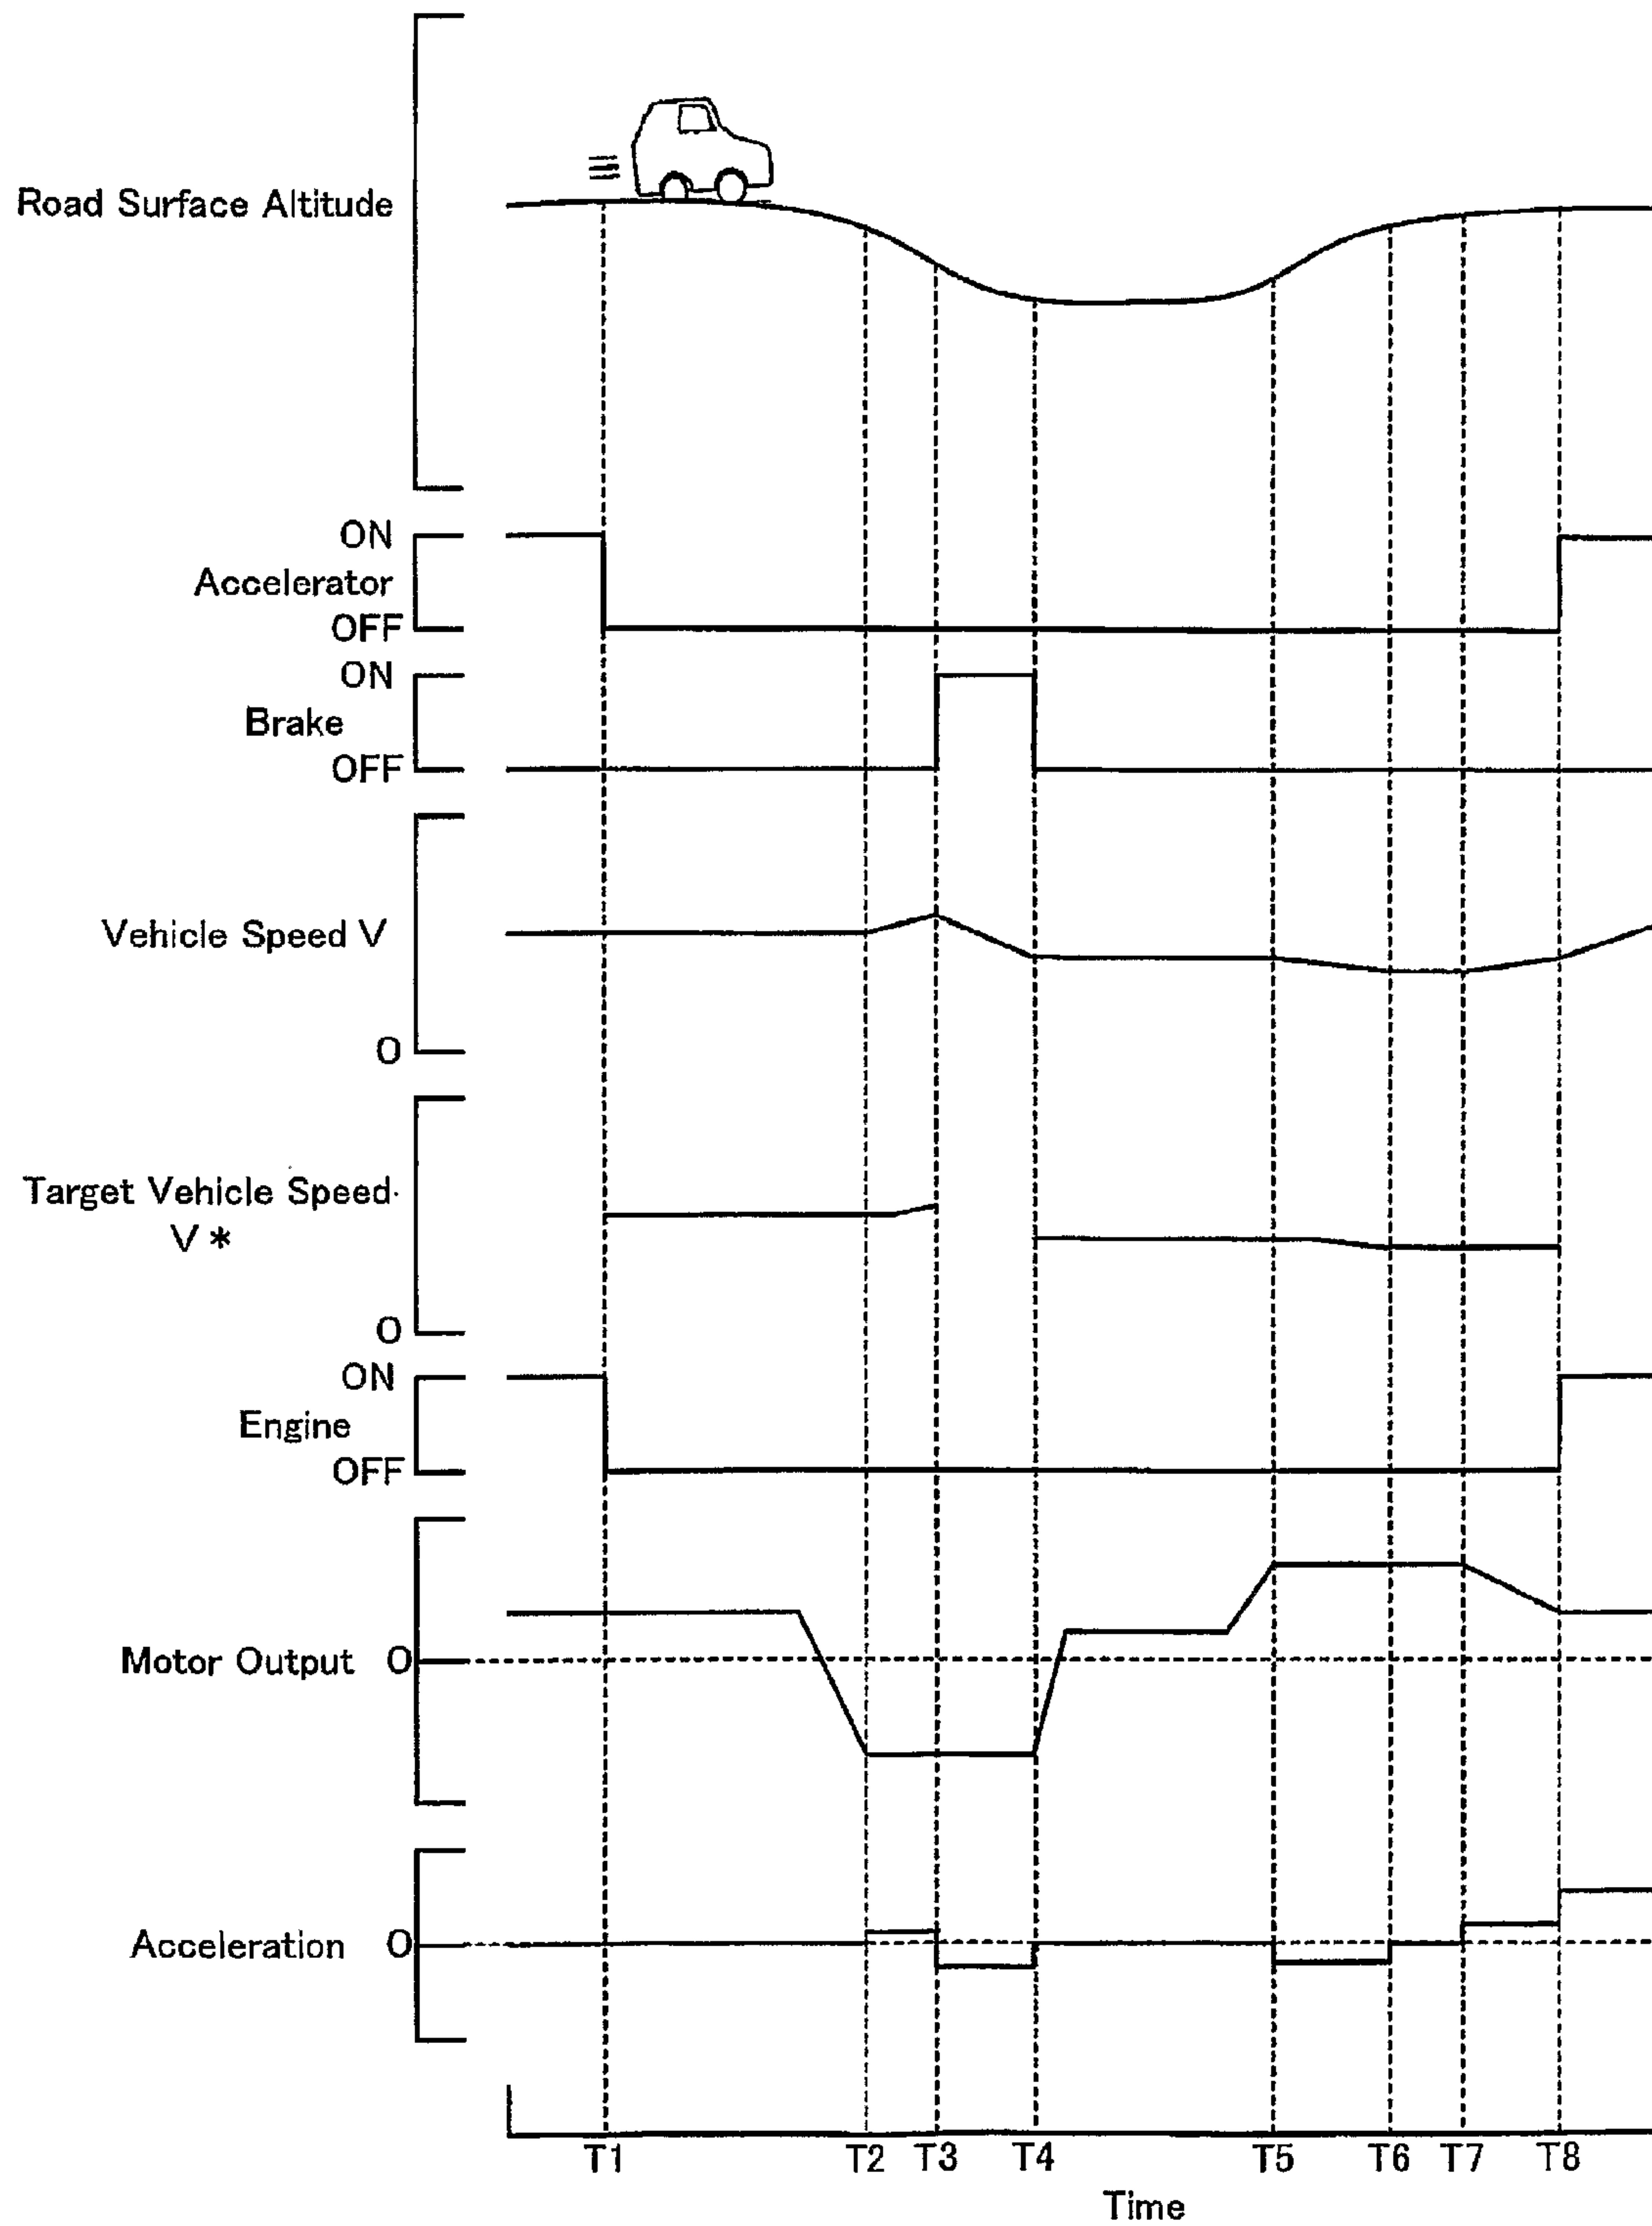 Road Surface Altitude
ON
Accelerator
OFF
ON
Brake
OFF
Vehicle Speed V
0
Target Vehicle Speed
V *
0
ON
Engine
OFF
Motor Output 0
Acceleration 0
T1 T2 T3 T4 T5 T6 T7 T8
Time